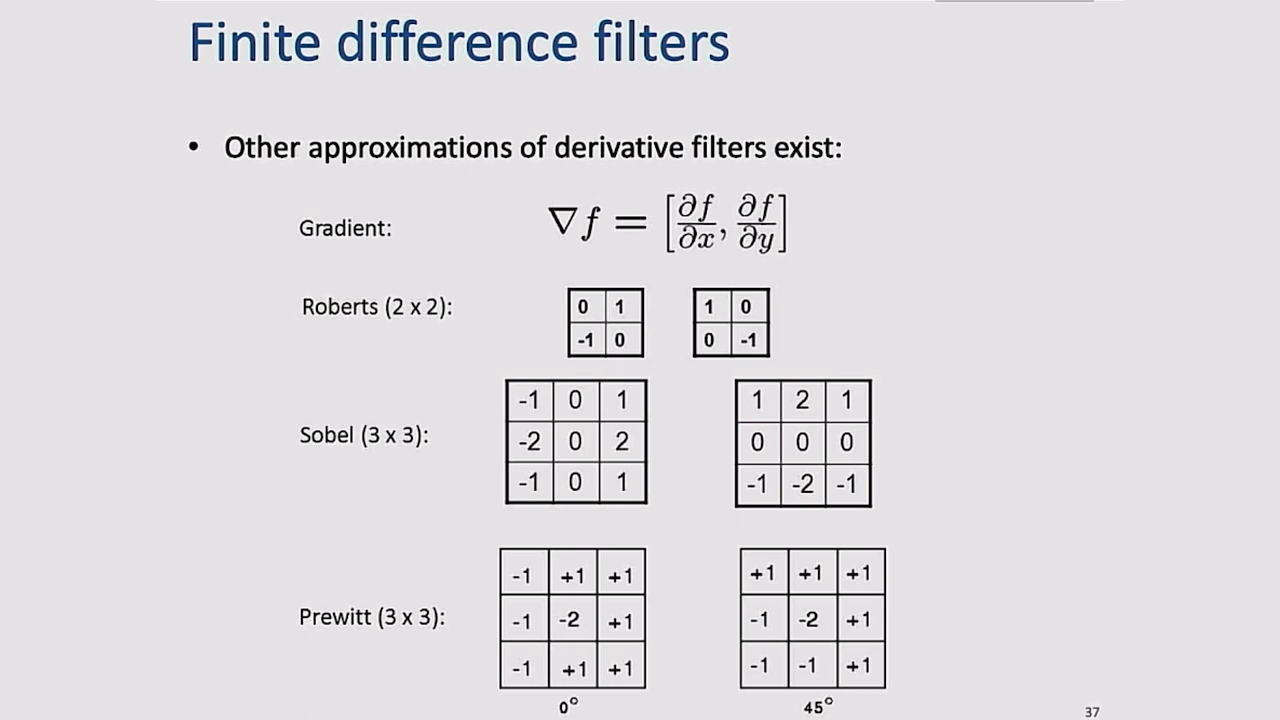 Finite difference filters
• Other approximations of derivative filters exist:
Gradient: ∇f = [∂f/∂x, ∂f/∂y]
Roberts (2 x 2):
0 1 1 0
-1 0 0 -1
Sobel (3 x 3):
-1 0 1 1 2 1
-2 0 2 0 0 0
-1 0 1 -1 -2 -1
Prewitt (3 x 3):
-1 +1 +1 +1 +1 +1
-1 -2 +1 -1 -2 +1
-1 +1 +1 -1 -1 +1
0° 45°
37